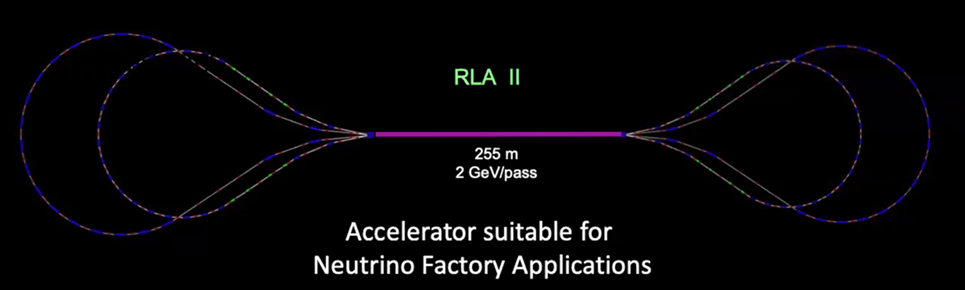 RLA II
255 m
2 GeV/pass
Accelerator suitable for
Neutrino Factory Applications